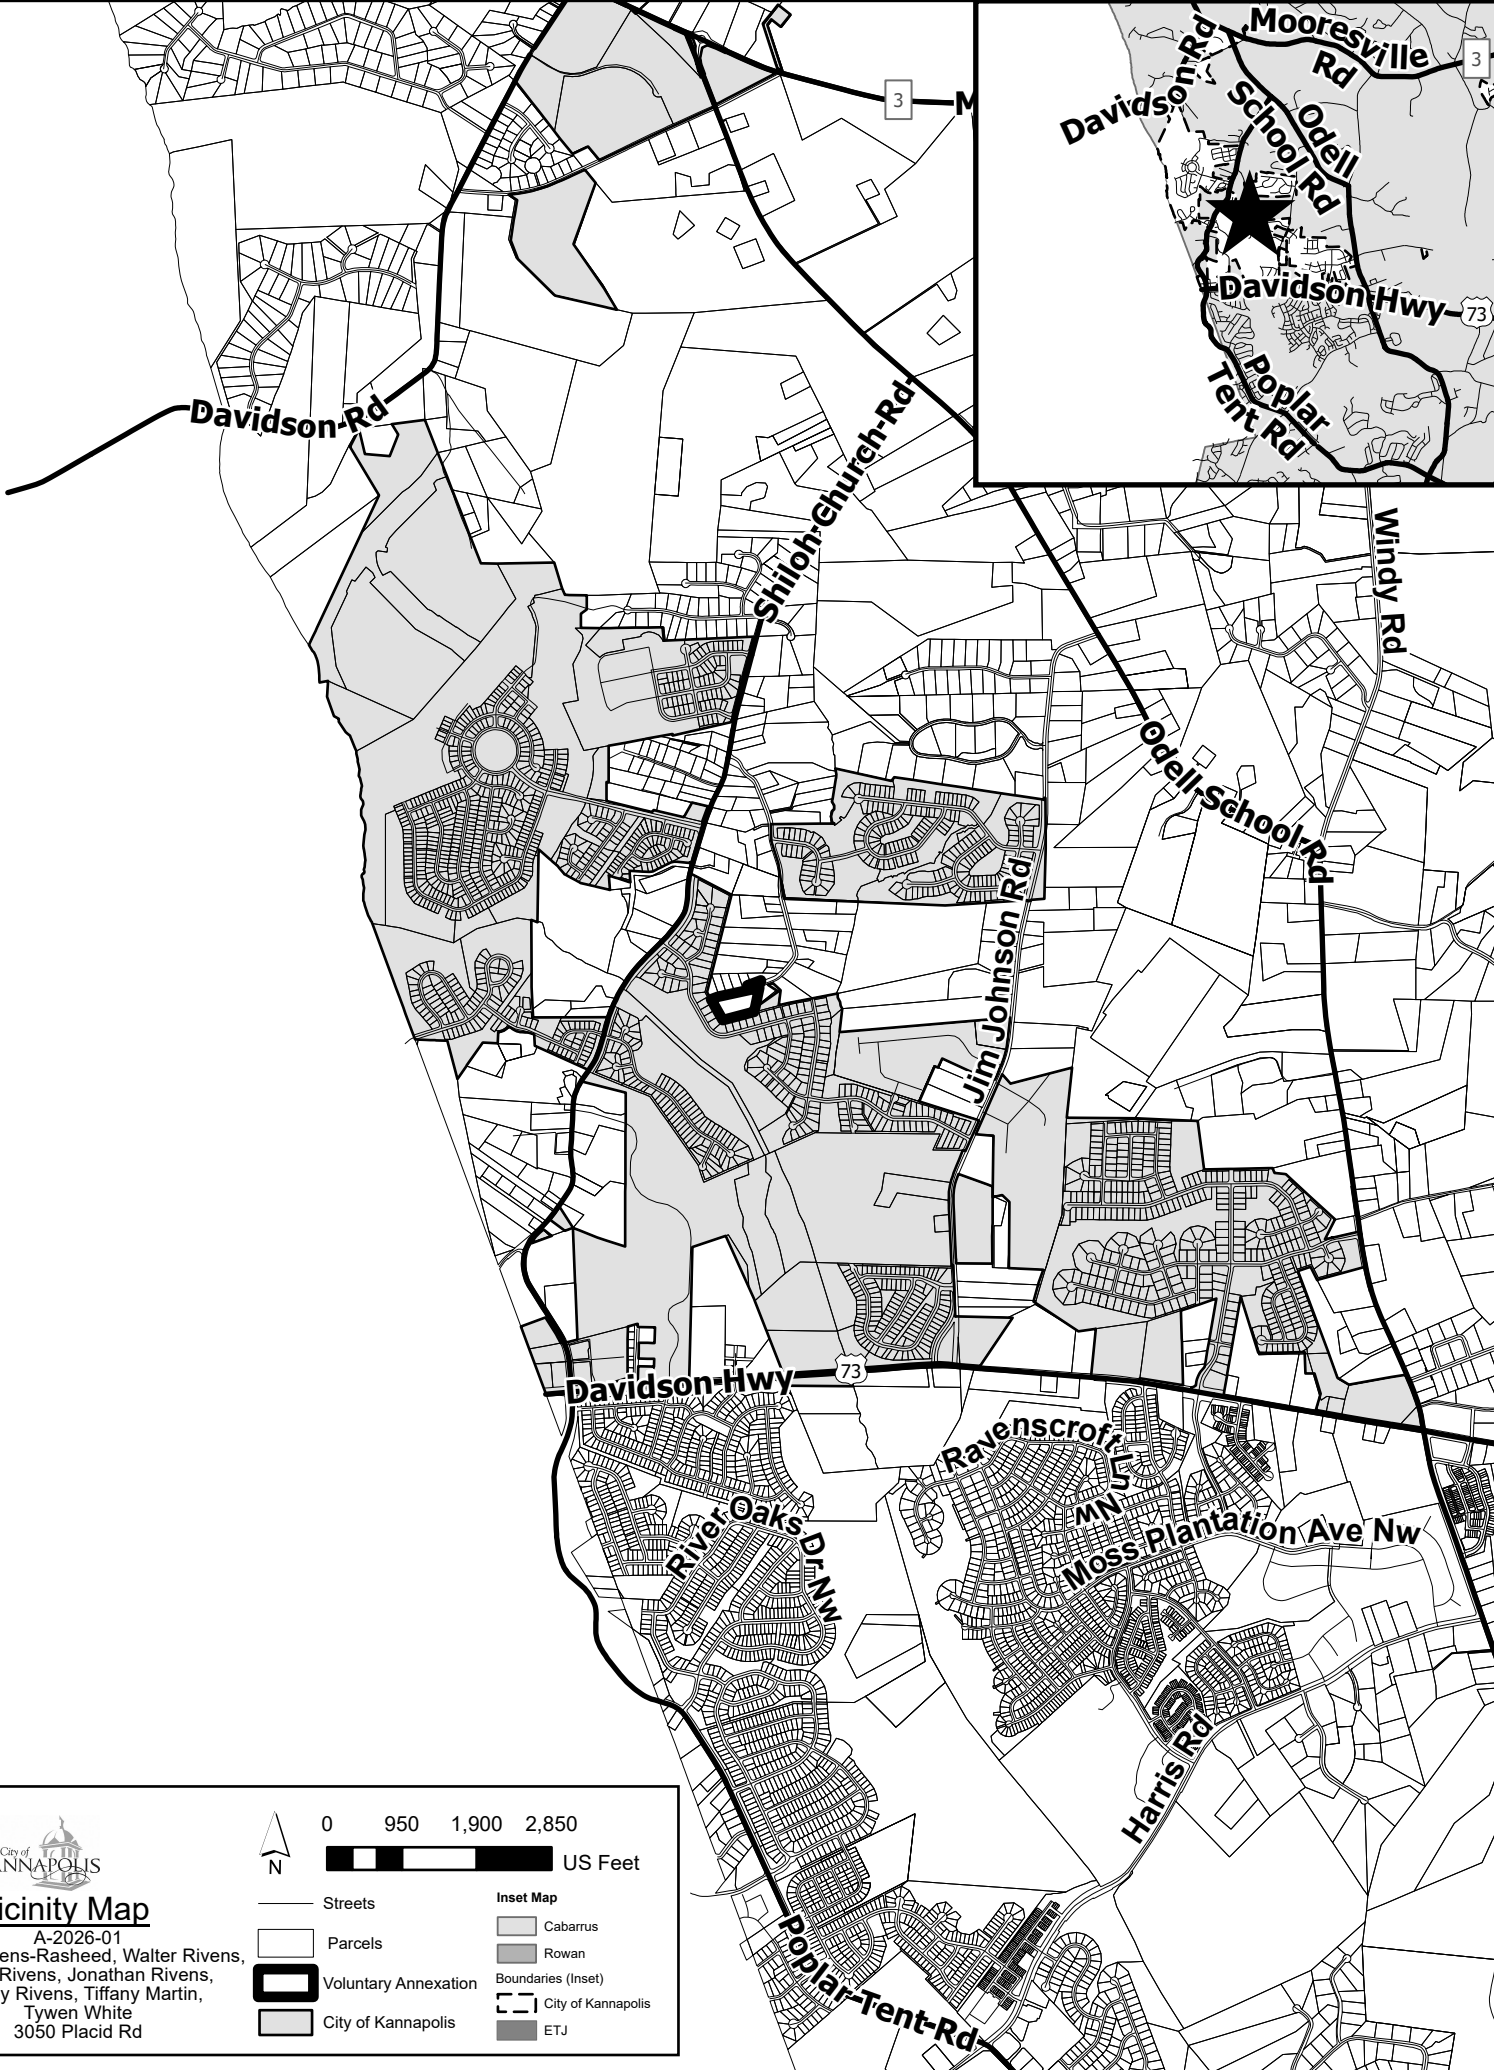 Mooresville
Rd
3
Davidson Rd
School Rd
Odell
Davidson Hwy
73
Poplar
Tent Rd
3
M
Davidson Rd
Shiloh Church Rd
Windy Rd
Odell School Rd
Jim Johnson Rd
Davidson Hwy
73
Ravenscroft Ln
NW
River Oaks Dr Nw
Moss Plantation Ave Nw
Harris Rd
Poplar Tent Rd
City of
ANNAPOLIS
icinity Map
A-2026-01
ens-Rasheed, Walter Rivens,
Rivens, Jonathan Rivens,
y Rivens, Tiffany Martin,
Tywen White
3050 Placid Rd
N
0 950 1,900 2,850
US Feet
Streets
Parcels
Voluntary Annexation
City of Kannapolis
Inset Map
Cabarrus
Rowan
Boundaries (Inset)
City of Kannapolis
ETJ